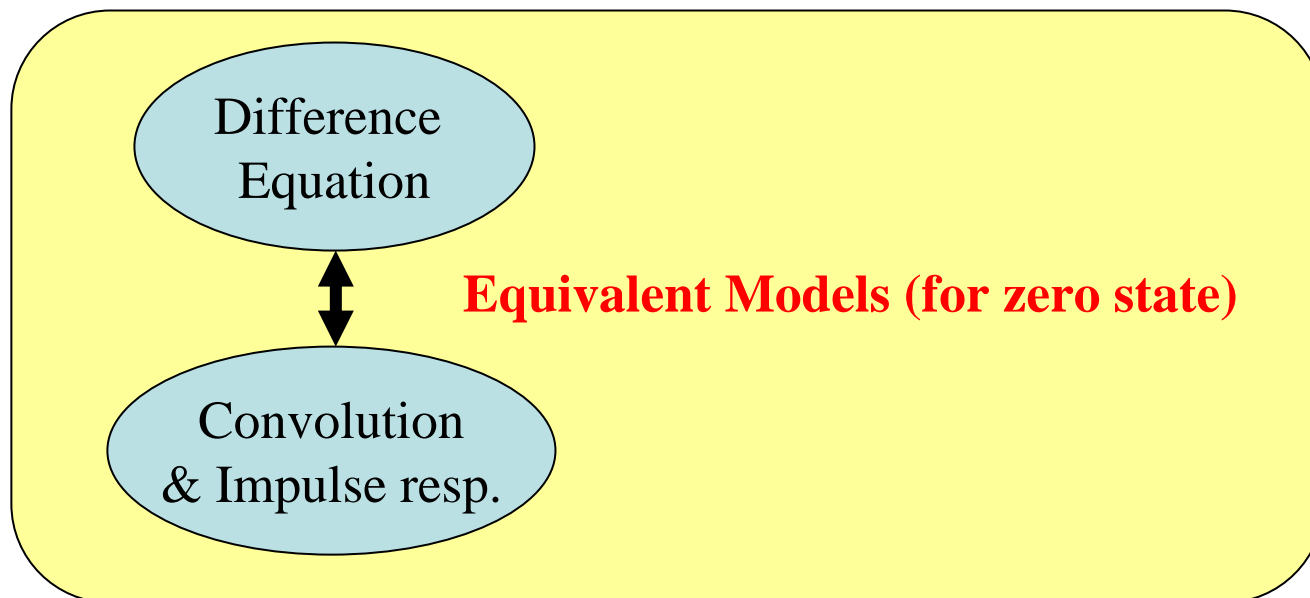 Difference
Equation
Equivalent Models (for zero state)
Convolution
& Impulse resp.